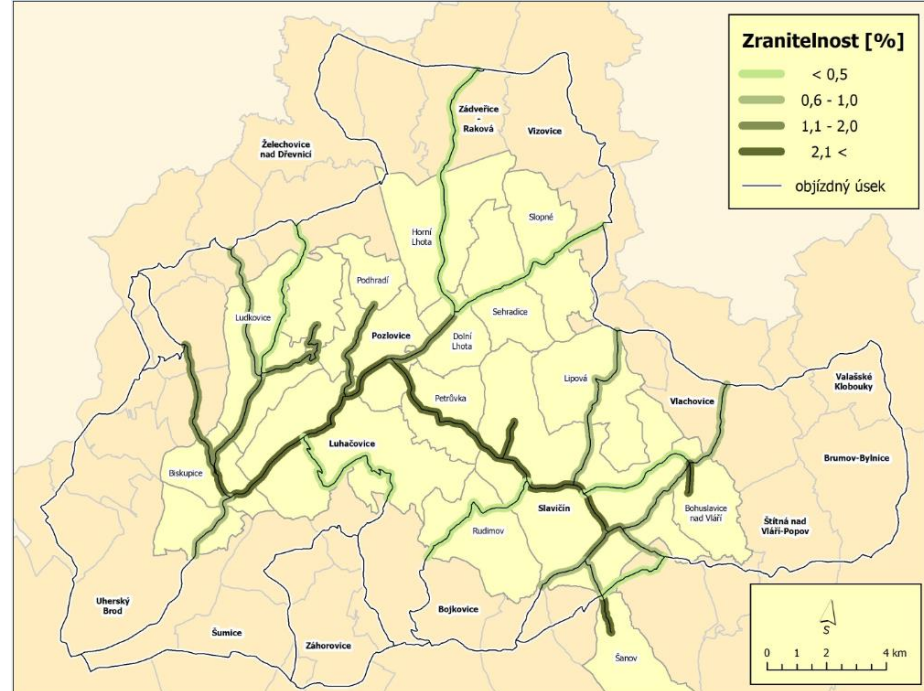 Zranitelnost [%]
< 0,5
0,6 - 1,0
1,1 - 2,0
2,1 <
objízdný úsek
Zádveřice
-
Raková
Vizovice
Želechovice
nad Dřevnicí
Slopné
Horní
Lhota
Podhradí
Ludkovice
Sehradice
Pozlovice
Dolní
Lhota
Lipová
Petrůvka
Vlachovice
Valašské
Klobouky
Luhačovice
Brumov-Bylnice
Biskupice
Slavičín
Bohuslavice
nad Vláří
Štítná nad
Vláří-Popov
Rudimov
Uherský
Brod
Bojkovice
Šumice
Záhorovice
Šanov
S
0 1 2 4 km